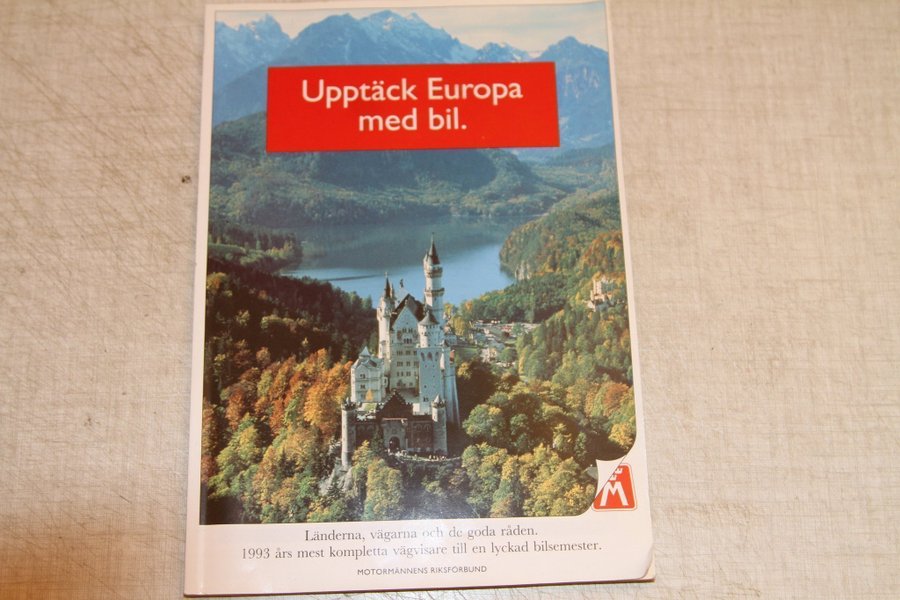 Upptäck Europa
med bil.
M
Länderna, vägarna och de goda råden.
1993 års mest kompletta vägvisare till en lyckad bilsemester.
MOTORMÄNNENS RIKSFÖRBUND